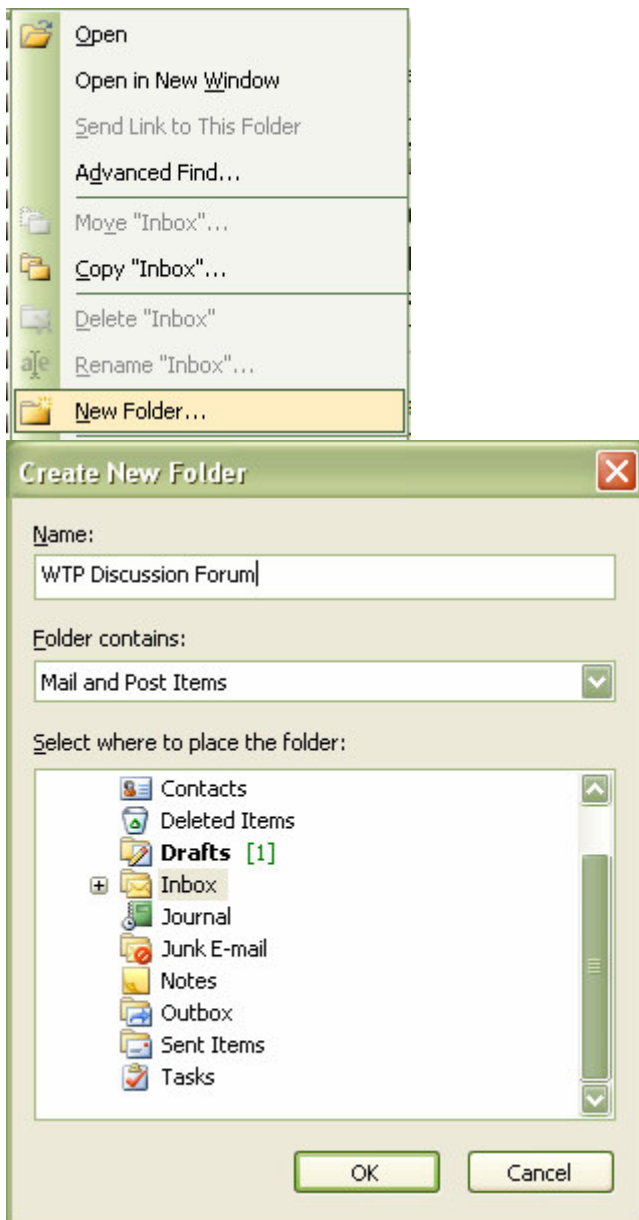 Open
Open in New Window
Send Link to This Folder
Advanced Find...
Move "Inbox"...
Copy "Inbox"...
Delete "Inbox"
Rename "Inbox"...
New Folder...
Create New Folder
Name:
WTP Discussion Forum
Folder contains:
Mail and Post Items
Select where to place the folder:
Contacts
Deleted Items
Drafts [1]
Inbox
Journal
Junk E-mail
Notes
Outbox
Sent Items
Tasks
OK Cancel